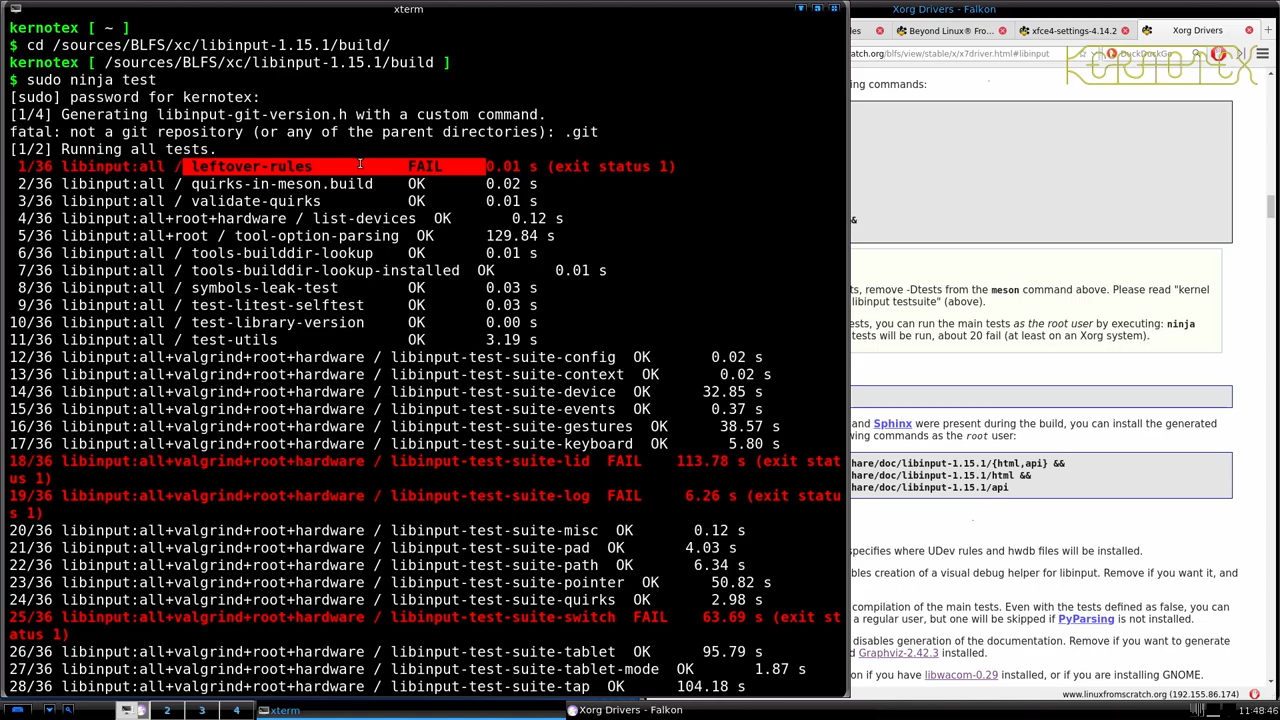 xterm
kernotex [ ~ ]
$ cd /sources/BLFS/xc/libinput-1.15.1/build/
kernotex [ /sources/BLFS/xc/libinput-1.15.1/build ]
$ sudo ninja test
[sudo] password for kernotex:
[1/4] Generating libinput-git-version.h with a custom command.
fatal: not a git repository (or any of the parent directories): .git
[1/2] Running all tests.
1/36 libinput:all / leftover-rules FAIL 0.01 s (exit status 1)
2/36 libinput:all / quirks-in-meson.build OK 0.02 s
3/36 libinput:all / validate-quirks OK 0.01 s
4/36 libinput:all+root+hardware / list-devices OK 0.12 s
5/36 libinput:all+root / tool-option-parsing OK 129.84 s
6/36 libinput:all / tools-builddir-lookup OK 0.01 s
7/36 libinput:all / tools-builddir-lookup-installed OK 0.01 s
8/36 libinput:all / symbols-leak-test OK 0.03 s
9/36 libinput:all / test-litest-selftest OK 0.03 s
10/36 libinput:all / test-library-version OK 0.00 s
11/36 libinput:all / test-utils OK 3.19 s
12/36 libinput:all+valgrind+root+hardware / libinput-test-suite-config OK 0.02 s
13/36 libinput:all+valgrind+root+hardware / libinput-test-suite-context OK 0.02 s
14/36 libinput:all+valgrind+root+hardware / libinput-test-suite-device OK 32.85 s
15/36 libinput:all+valgrind+root+hardware / libinput-test-suite-events OK 0.37 s
16/36 libinput:all+valgrind+root+hardware / libinput-test-suite-gestures OK 38.57 s
17/36 libinput:all+valgrind+root+hardware / libinput-test-suite-keyboard OK 5.80 s
18/36 libinput:all+valgrind+root+hardware / libinput-test-suite-lid FAIL 113.78 s (exit stat
us 1)
19/36 libinput:all+valgrind+root+hardware / libinput-test-suite-log FAIL 6.26 s (exit statu
s 1)
20/36 libinput:all+valgrind+root+hardware / libinput-test-suite-misc OK 0.12 s
21/36 libinput:all+valgrind+root+hardware / libinput-test-suite-pad OK 4.03 s
22/36 libinput:all+valgrind+root+hardware / libinput-test-suite-path OK 6.34 s
23/36 libinput:all+valgrind+root+hardware / libinput-test-suite-pointer OK 50.82 s
24/36 libinput:all+valgrind+root+hardware / libinput-test-suite-quirks OK 2.98 s
25/36 libinput:all+valgrind+root+hardware / libinput-test-suite-switch FAIL 63.69 s (exit st
atus 1)
26/36 libinput:all+valgrind+root+hardware / libinput-test-suite-tablet OK 95.79 s
27/36 libinput:all+valgrind+root+hardware / libinput-test-suite-tablet-mode OK 1.87 s
28/36 libinput:all+valgrind+root+hardware / libinput-test-suite-tap OK 104.18 s
Xorg Drivers - Falkon
Beyond Linux® Fro... xfce4-settings-4.14.2 Xorg Drivers
ch.org/blfs/view/stable/x/x7driver.html#libinput DuckDuckGo
kernotex
ng commands:
&
ts, remove -Dtests from the meson command above. Please read "kernel
libinput testsuite" (above).
ests, you can run the main tests as the root user by executing: ninja
tests will be run, about 20 fail (at least on an Xorg system).
and Sphinx were present during the build, you can install the generated
wing commands as the root user:
hare/doc/libinput-1.15.1/{html,api} &&
hare/doc/libinput-1.15.1/html &&
hare/doc/libinput-1.15.1/api
specifies where UDev rules and hwdb files will be installed.
bles creation of a visual debug helper for libinput. Remove if you want it, and
compilation of the main tests. Even with the tests defined as false, you can
a regular user, but one will be skipped if PyParsing is not installed.
disables generation of the documentation. Remove if you want to generate
d Graphviz-2.42.3 installed.
on if you have libwacom-0.29 installed, or if you are installing GNOME.
www.linuxfromscratch.org (192.155.86.174)
2 3 4 xterm Xorg Drivers - Falkon 11:48:46